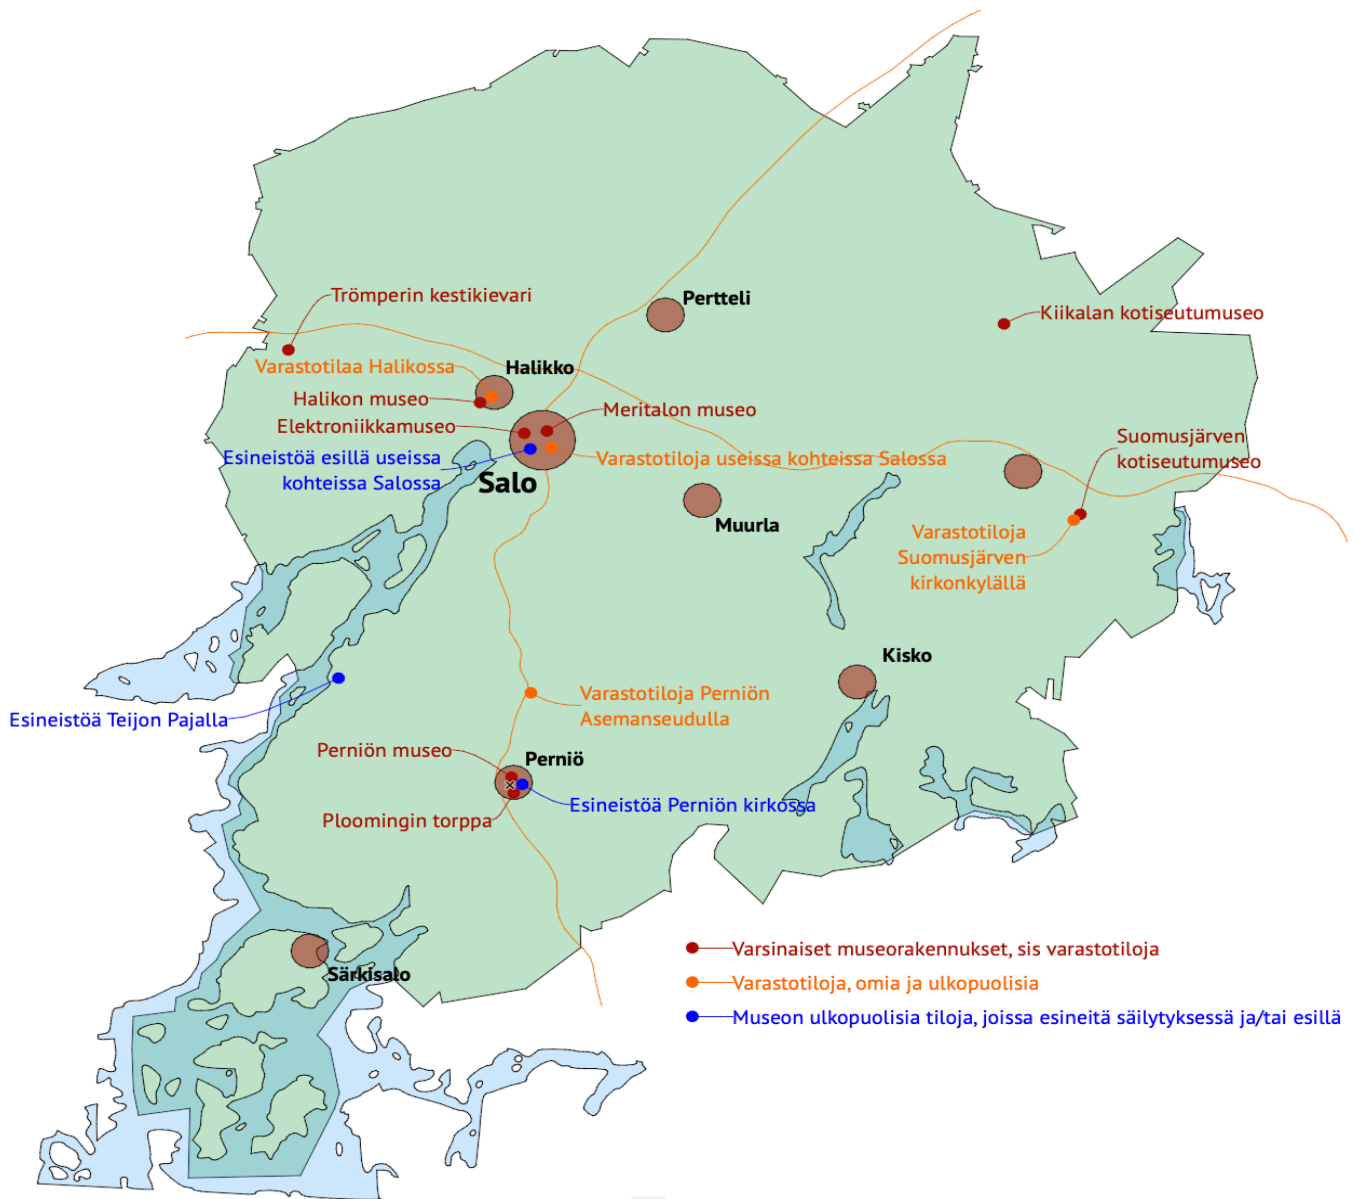 Trömperin kestikievari
Pertteli
Kiikalan kotiseutumuseo
Varastotilaa Halikossa
Halikko
Halikon museo
Meritalon museo
Elektroniikkamuseo
Esineistöä esillä useissa
kohteissa Salossa
Varastotiloja useissa kohteissa Salossa
Salo
Suomusjärven
kotiseutumuseo
Muurla
Varastotiloja
Suomusjärven
kirkonkylällä
Kisko
Esineistöä Teijon Pajalla
Varastotiloja Perniön
Asemanseudulla
Perniön museo
Perniö
Esineistöä Perniön kirkossa
Ploomingin torppa
Särkisalo
Varsinaiset museorakennukset, sis varastotiloja
Varastotiloja, omia ja ulkopuolisia
Museon ulkopuolisia tiloja, joissa esineitä säilytyksessä ja/tai esillä